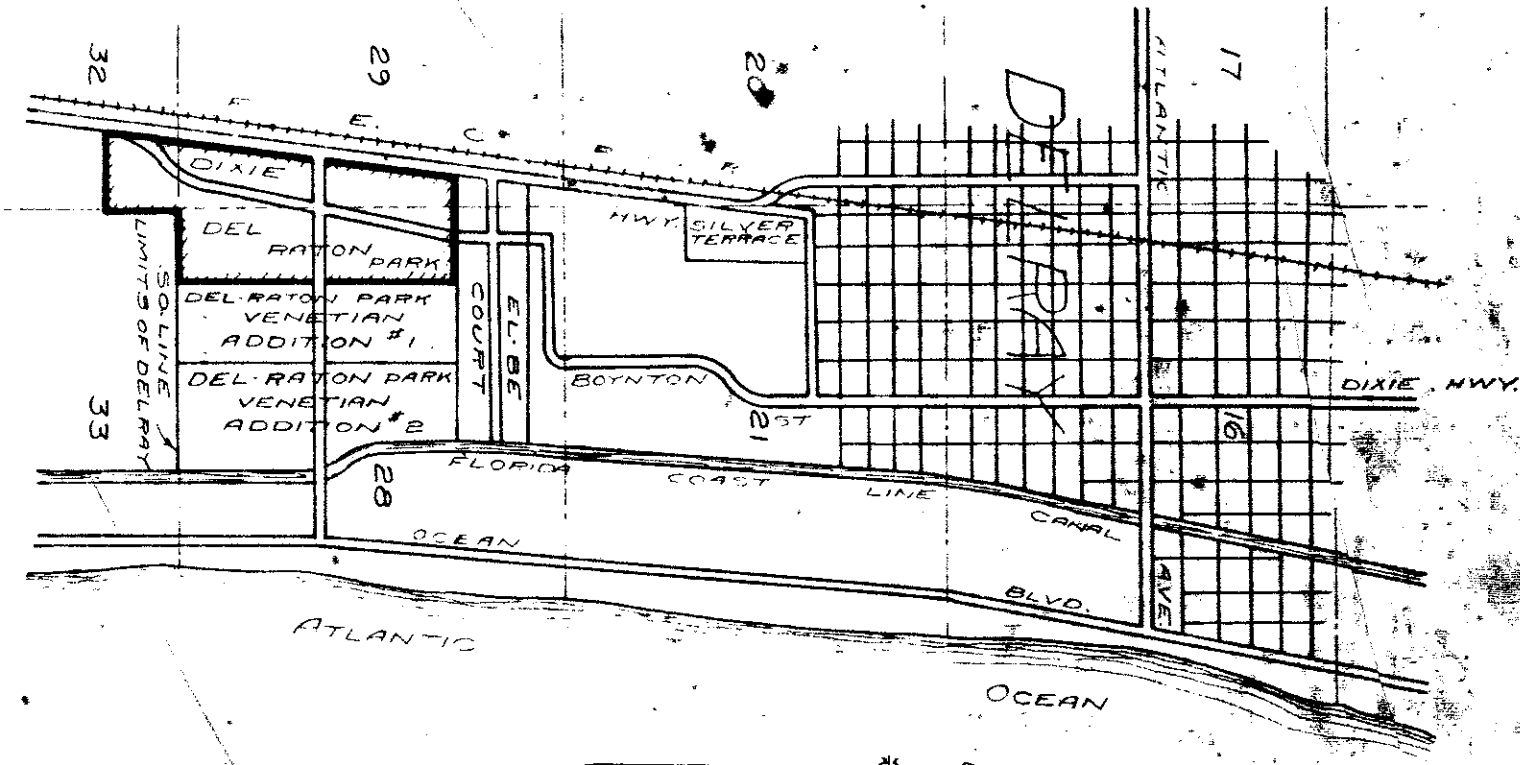 32
29
20
17
F. E. C. R. R.
DIXIE
HWY.
DEL
RATON
PARK
SILVER
TERRACE
DELRAY
ATLANTIC
AVE
SO. LINE
LIMITS OF DELRAY
DEL-RATON PARK
VENETIAN
ADDITION #1
DEL-RATON PARK
VENETIAN
ADDITION #2
EL-BE
COURT
BOYNTON
ST
DIXIE HWY.
33
28
21
16
FLORIDA COAST LINE CANAL
OCEAN BLVD.
ATLANTIC OCEAN